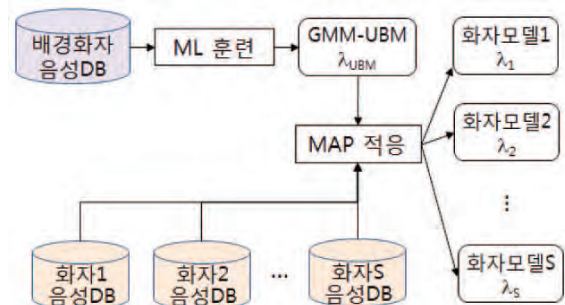 배경화자
음성DB
ML 훈련
GMM-UBM
λUBM
화자모델1
λ1
화자모델2
λ2
MAP 적응
⋮
화자1
음성DB
화자2
음성DB
...
화자S
음성DB
화자모델S
λS